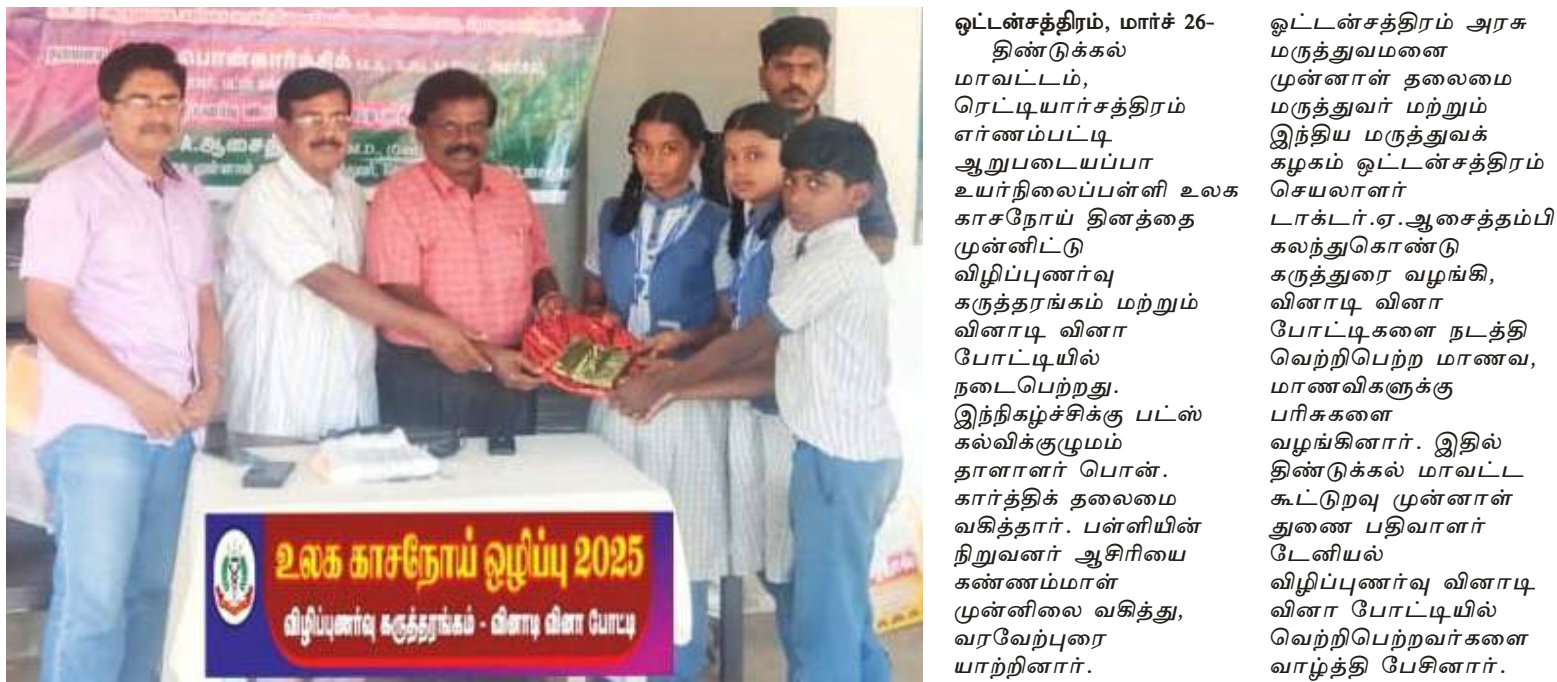 பொன்கார்த்திக்
A.ஆசைத்
M.D.,
உலக காசநோய் ஒழிப்பு 2025
விழிப்புணர்வு கருத்தரங்கம் - வினாடி வினா போட்டி
ஒட்டன்சத்திரம், மார்ச் 26-
திண்டுக்கல்
மாவட்டம்,
ரெட்டியார்சத்திரம்
எர்ணம்பட்டி
ஆறுபடையப்பா
உயர்நிலைப்பள்ளி உலக
காசநோய் தினத்தை
முன்னிட்டு
விழிப்புணர்வு
கருத்தரங்கம் மற்றும்
வினாடி வினா
போட்டியில்
நடைபெற்றது.
இந்நிகழ்ச்சிக்கு பட்ஸ்
கல்விக்குழுமம்
தாளாளர் பொன்.
கார்த்திக் தலைமை
வகித்தார். பள்ளியின்
நிறுவனர் ஆசிரியை
கண்ணம்மாள்
முன்னிலை வகித்து,
வரவேற்புரை
யாற்றினார்.
ஓட்டன்சத்திரம் அரசு
மருத்துவமனை
முன்னாள் தலைமை
மருத்துவர் மற்றும்
இந்திய மருத்துவக்
கழகம் ஒட்டன்சத்திரம்
செயலாளர்
டாக்டர்.ஏ.ஆசைத்தம்பி
கலந்துகொண்டு
கருத்துரை வழங்கி,
வினாடி வினா
போட்டிகளை நடத்தி
வெற்றிபெற்ற மாணவ,
மாணவிகளுக்கு
பரிசுகளை
வழங்கினார். இதில்
திண்டுக்கல் மாவட்ட
கூட்டுறவு முன்னாள்
துணை பதிவாளர்
டேனியல்
விழிப்புணர்வு வினாடி
வினா போட்டியில்
வெற்றிபெற்றவர்களை
வாழ்த்தி பேசினார்.